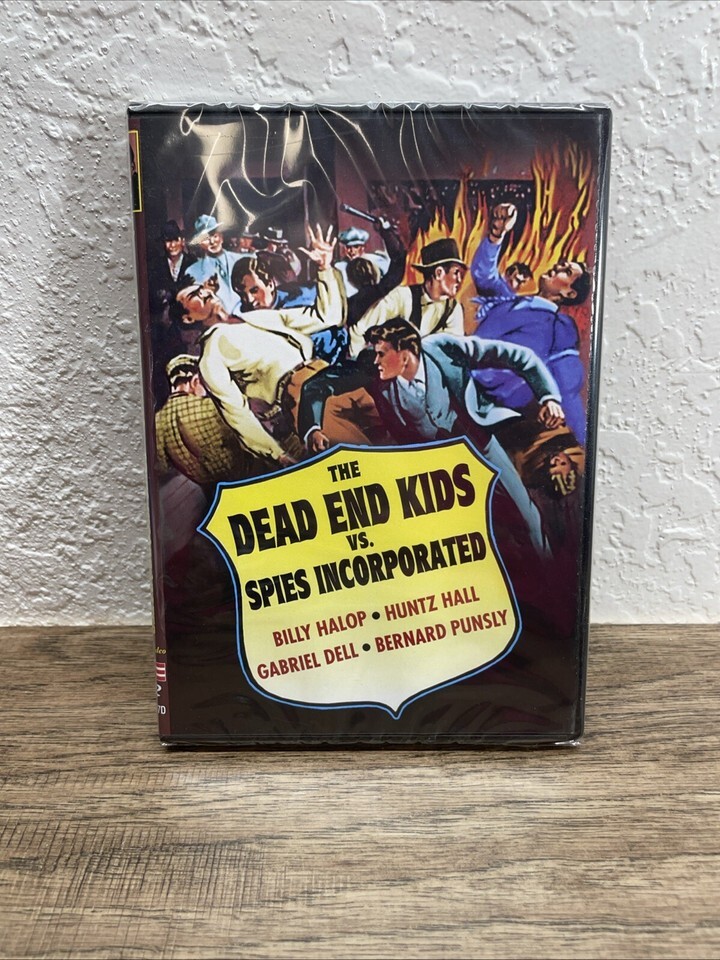 THE
DEAD END KIDS
VS.
SPIES INCORPORATED
BILLY HALOP • HUNTZ HALL
GABRIEL DELL • BERNARD PUNSLY